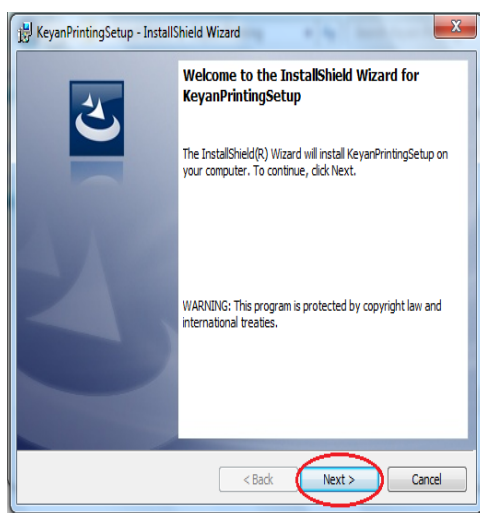 KeyanPrintingSetup - InstallShield Wizard
Welcome to the InstallShield Wizard for
KeyanPrintingSetup
The InstallShield(R) Wizard will install KeyanPrintingSetup on
your computer. To continue, click Next.
WARNING: This program is protected by copyright law and
international treaties.
< Back Next > Cancel